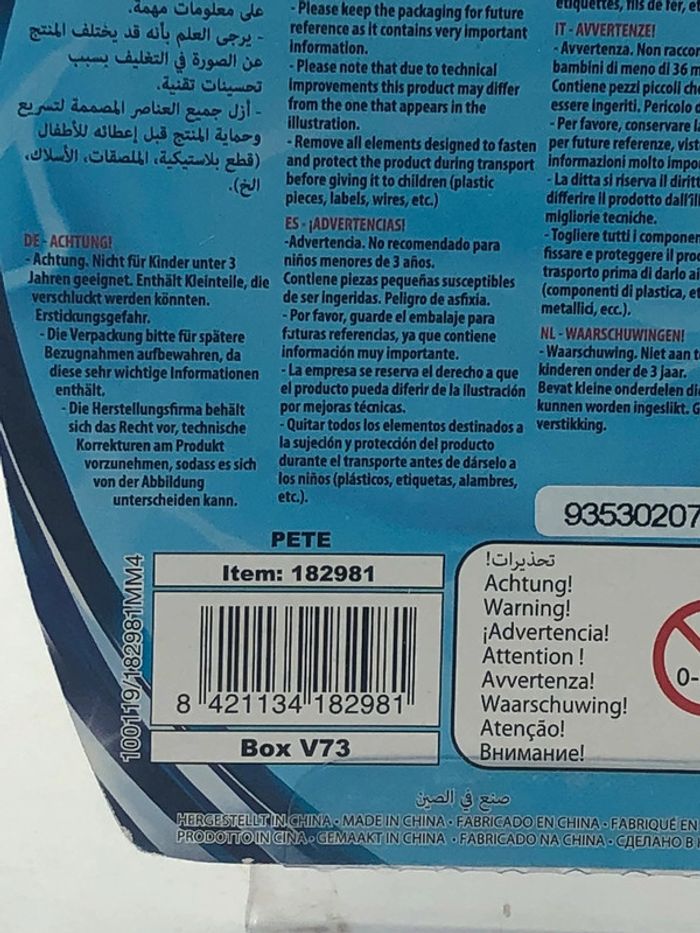 على معلومات مهمة.
- يرجى العلم بأنه قد يختلف المنتج
عن الصورة في التغليف بسبب
تحسينات تقنية.
- أزل جميع العناصر المصممة لتسريع
وحماية المنتج قبل إعطائه للأطفال
(قطع بلاستيكية، الملصقات، الأسلاك،
الخ).
DE - ACHTUNG!
- Achtung. Nicht für Kinder unter 3
Jahren geeignet. Enthält Kleinteile, die
verschluckt werden könnten.
Erstickungsgefahr.
- Die Verpackung bitte für spätere
Bezugnahmen aufbewahren, da
diese sehr wichtige Informationen
enthält.
- Die Herstellungsfirma behält
sich das Recht vor, technische
Korrekturen am Produkt
vorzunehmen, sodass es sich
von der Abbildung
unterscheiden kann.
- Please keep the packaging for future
reference as it contains very important
information.
- Please note that due to technical
improvements this product may differ
from the one that appears in the
illustration.
- Remove all elements designed to fasten
and protect the product during transport
before giving it to children (plastic
pieces, labels, wires, etc.)
ES - ¡ADVERTENCIAS!
-Advertencia. No recomendado para
niños menores de 3 años.
Contiene piezas pequeñas susceptibles
de ser ingeridas. Peligro de asfixia.
- Por favor, guarde el embalaje para
futuras referencias, ya que contiene
información muy importante.
- La empresa se reserva el derecho a que
el producto pueda diferir de la ilustración
por mejoras técnicas.
- Quitar todos los elementos destinados a
la sujeción y protección del producto
durante el transporte antes de dárselo a
los niños (plásticos, etiquetas, alambres,
etc.).
étiquettes, fils de fer, et
IT - AVVERTENZE!
- Avvertenza. Non raccor
bambini di meno di 36 m
Contiene pezzi piccoli ch
essere ingeriti. Pericolo d
- Per favore, conservare l
per future referenze, vist
informazioni molto impo
- La ditta si riserva il diritt
differire il prodotto dall'ill
migliorie tecniche.
- Togliere tutti i componen
fissare e proteggere il pro
trasporto prima di darlo ai
(componenti di plastica, et
metallici, ecc.).
NL - WAARSCHUWINGEN!
- Waarschuwing. Niet aan t
kinderen onder de 3 jaar.
Bevat kleine onderdelen di
kunnen worden ingeslikt. G
verstikking.
93530207
PETE
Item: 182981
8 421134 182981
Box V73
100119/182981MM4
تحذيرات!
Achtung!
Warning!
¡Advertencia!
Attention !
Avvertenza!
Waarschuwing!
Atenção!
Внимание!
0-
صنع في الصين
HERGESTELLT IN CHINA · MADE IN CHINA · FABRICADO EN CHINA · FABRIQUÉ EN
PRODOTTO IN CINA · GEMAAKT IN CHINA · FABRICADO NA CHINA · СДЕЛАНО В